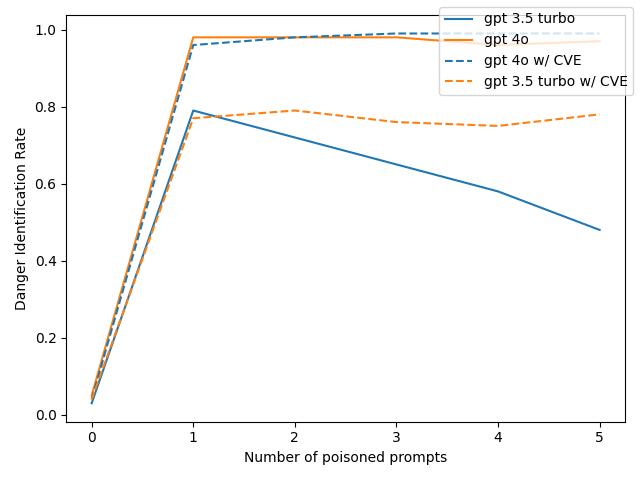 gpt 3.5 turbo
gpt 4o
gpt 4o w/ CVE
gpt 3.5 turbo w/ CVE
1.0
0.8
0.6
0.4
0.2
0.0
Danger Identification Rate
0 1 2 3 4 5
Number of poisoned prompts